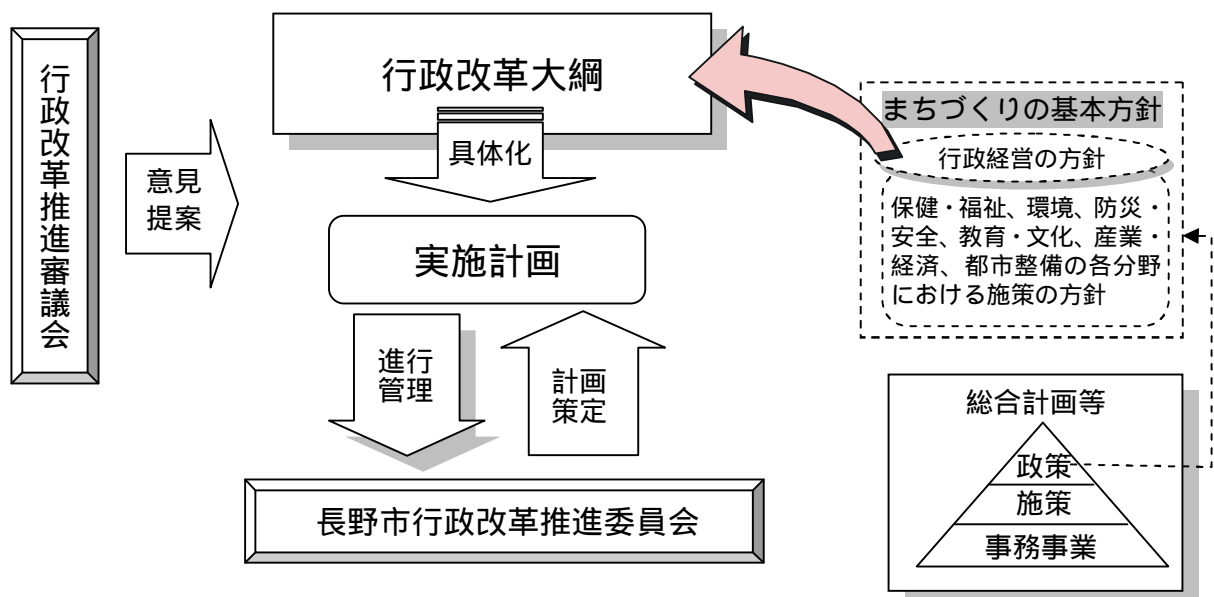 行政改革推進審議会
意見
提案
行政改革大綱
具体化
実施計画
進行
管理
計画
策定
長野市行政改革推進委員会
まちづくりの基本方針
行政経営の方針
保健・福祉、環境、防災・
安全、教育・文化、産業・
経済、都市整備の各分野
における施策の方針
総合計画等
政策
施策
事務事業